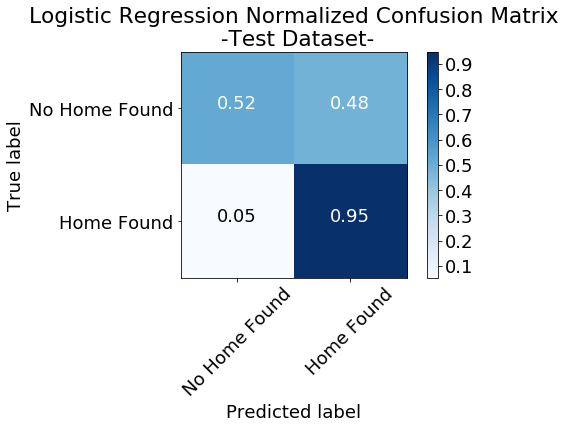 Logistic Regression Normalized Confusion Matrix
-Test Dataset-
True label
No Home Found
Home Found
0.52 0.48
0.05 0.95
No Home Found
Home Found
Predicted label
0.9
0.8
0.7
0.6
0.5
0.4
0.3
0.2
0.1